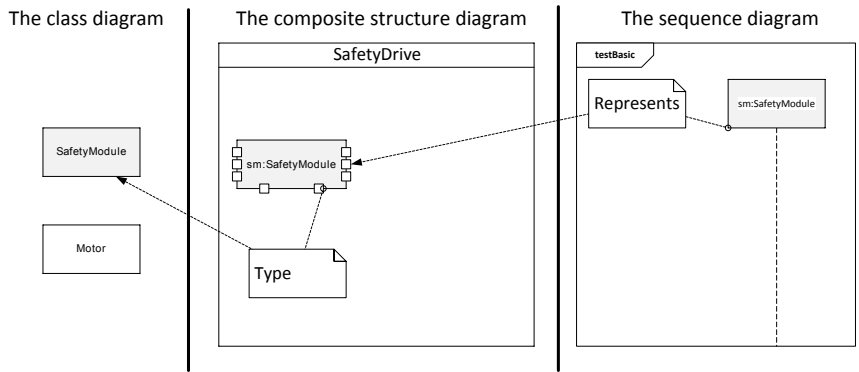 The class diagram
The composite structure diagram
The sequence diagram
SafetyDrive
testBasic
Represents
sm:SafetyModule
SafetyModule
sm:SafetyModule
Motor
Type